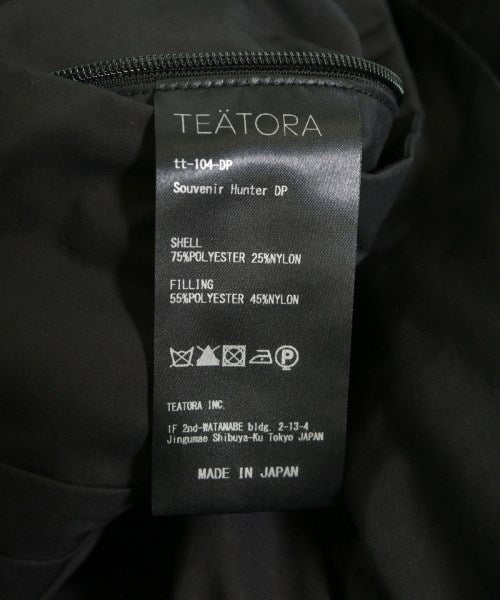 TEÄTORA
tt-104-DP
Souvenir Hunter DP
SHELL
75%POLYESTER 25%NYLON
FILLING
55%POLYESTER 45%NYLON
P
TEATORA INC.
1F 2nd-WATANABE bldg. 2-13-4
Jingumae Shibuya-Ku Tokyo JAPAN
MADE IN JAPAN